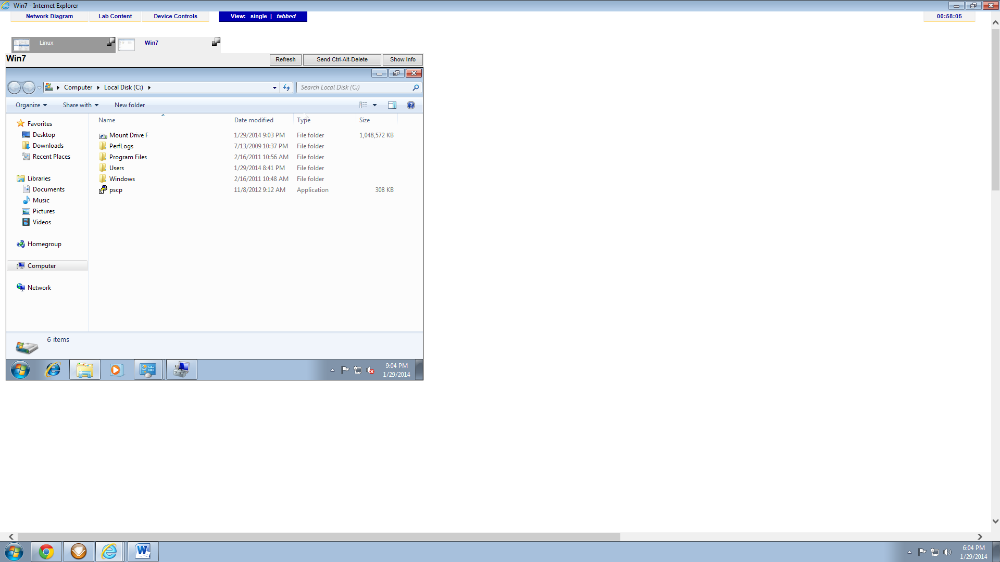 Win7 - Internet Explorer
Network Diagram Lab Content Device Controls View: single | tabbed 00:58:05
Linux Win7
Win7 Refresh Send Ctrl-Alt-Delete Show Info
Computer Local Disk (C:) Search Local Disk (C:)
Organize Share with New folder
Name Date modified Type Size
Favorites
Desktop
Downloads
Recent Places
Libraries
Documents
Music
Pictures
Videos
Homegroup
Computer
Network
Mount Drive F 1/29/2014 9:03 PM File folder 1,048,572 KB
PerfLogs 7/13/2009 10:37 PM File folder
Program Files 2/16/2011 10:56 AM File folder
Users 1/29/2014 8:41 PM File folder
Windows 2/16/2011 10:48 AM File folder
pscp 11/8/2012 9:12 AM Application 308 KB
6 items
9:04 PM
1/29/2014
6:04 PM
1/29/2014